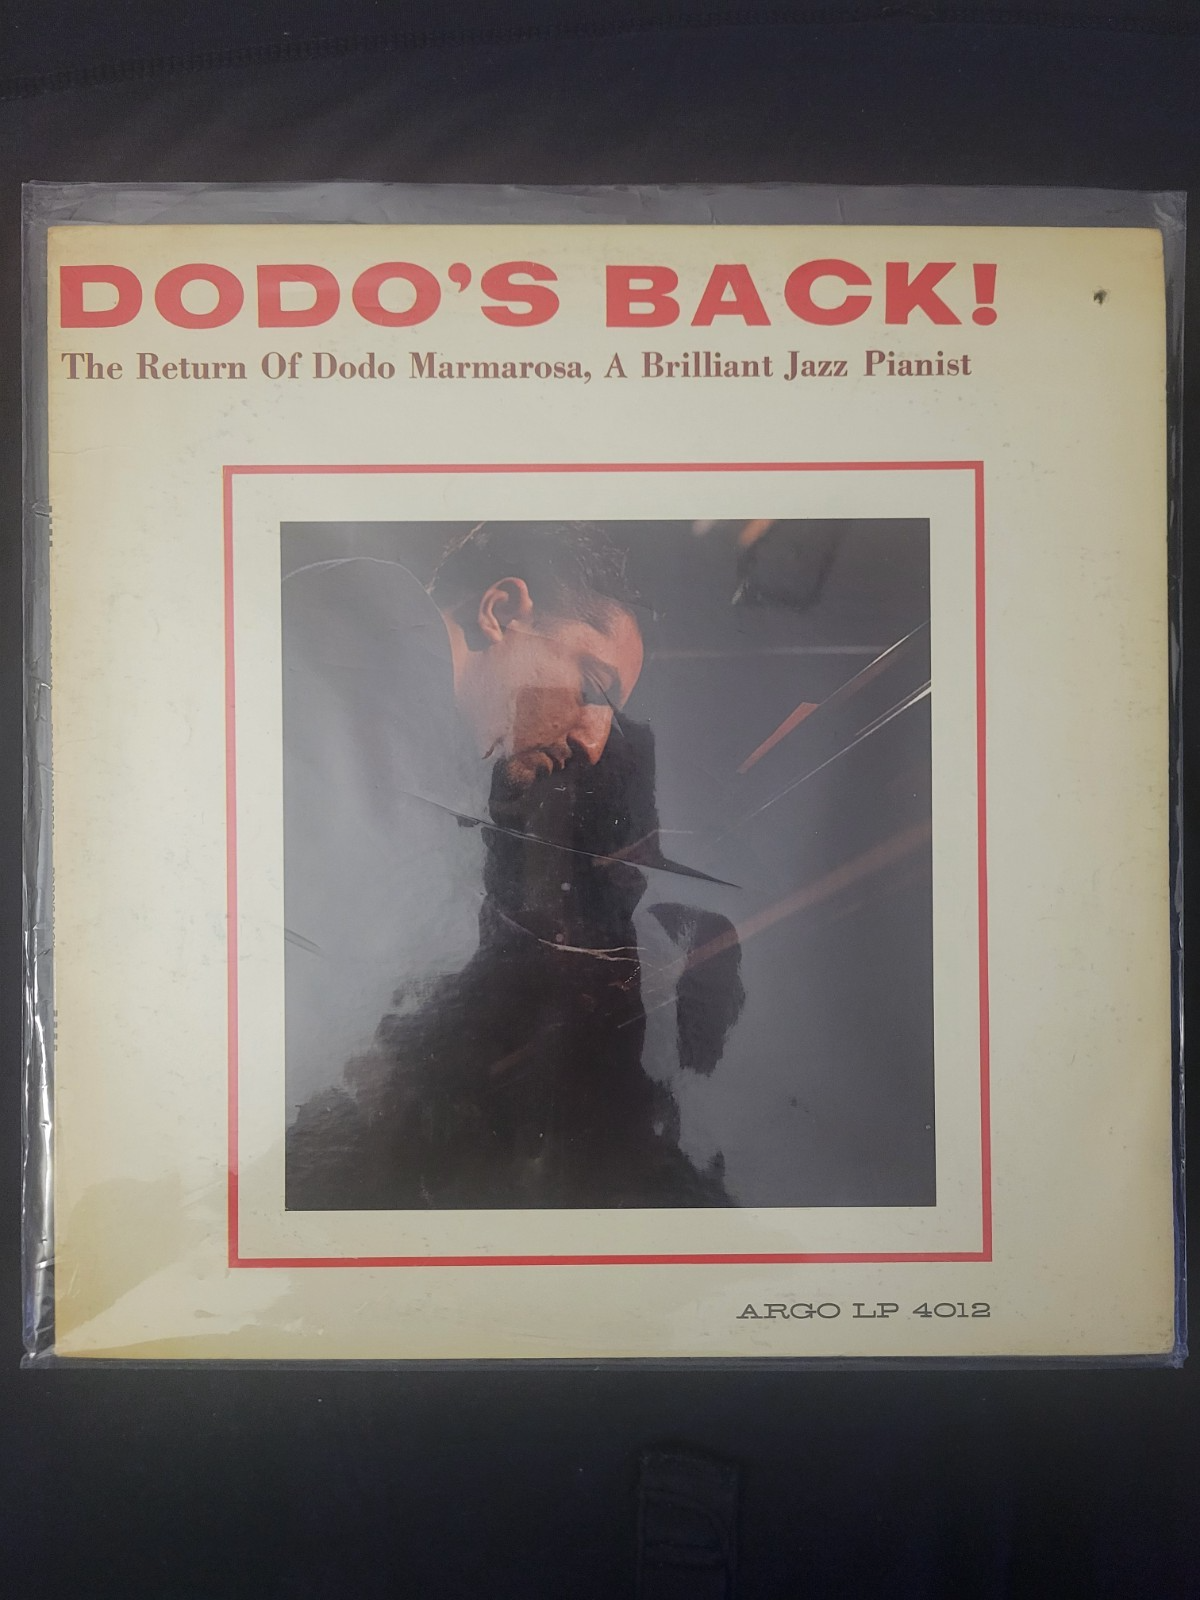 DODO'S BACK!
The Return Of Dodo Marmarosa, A Brilliant Jazz Pianist
ARGO LP 4012